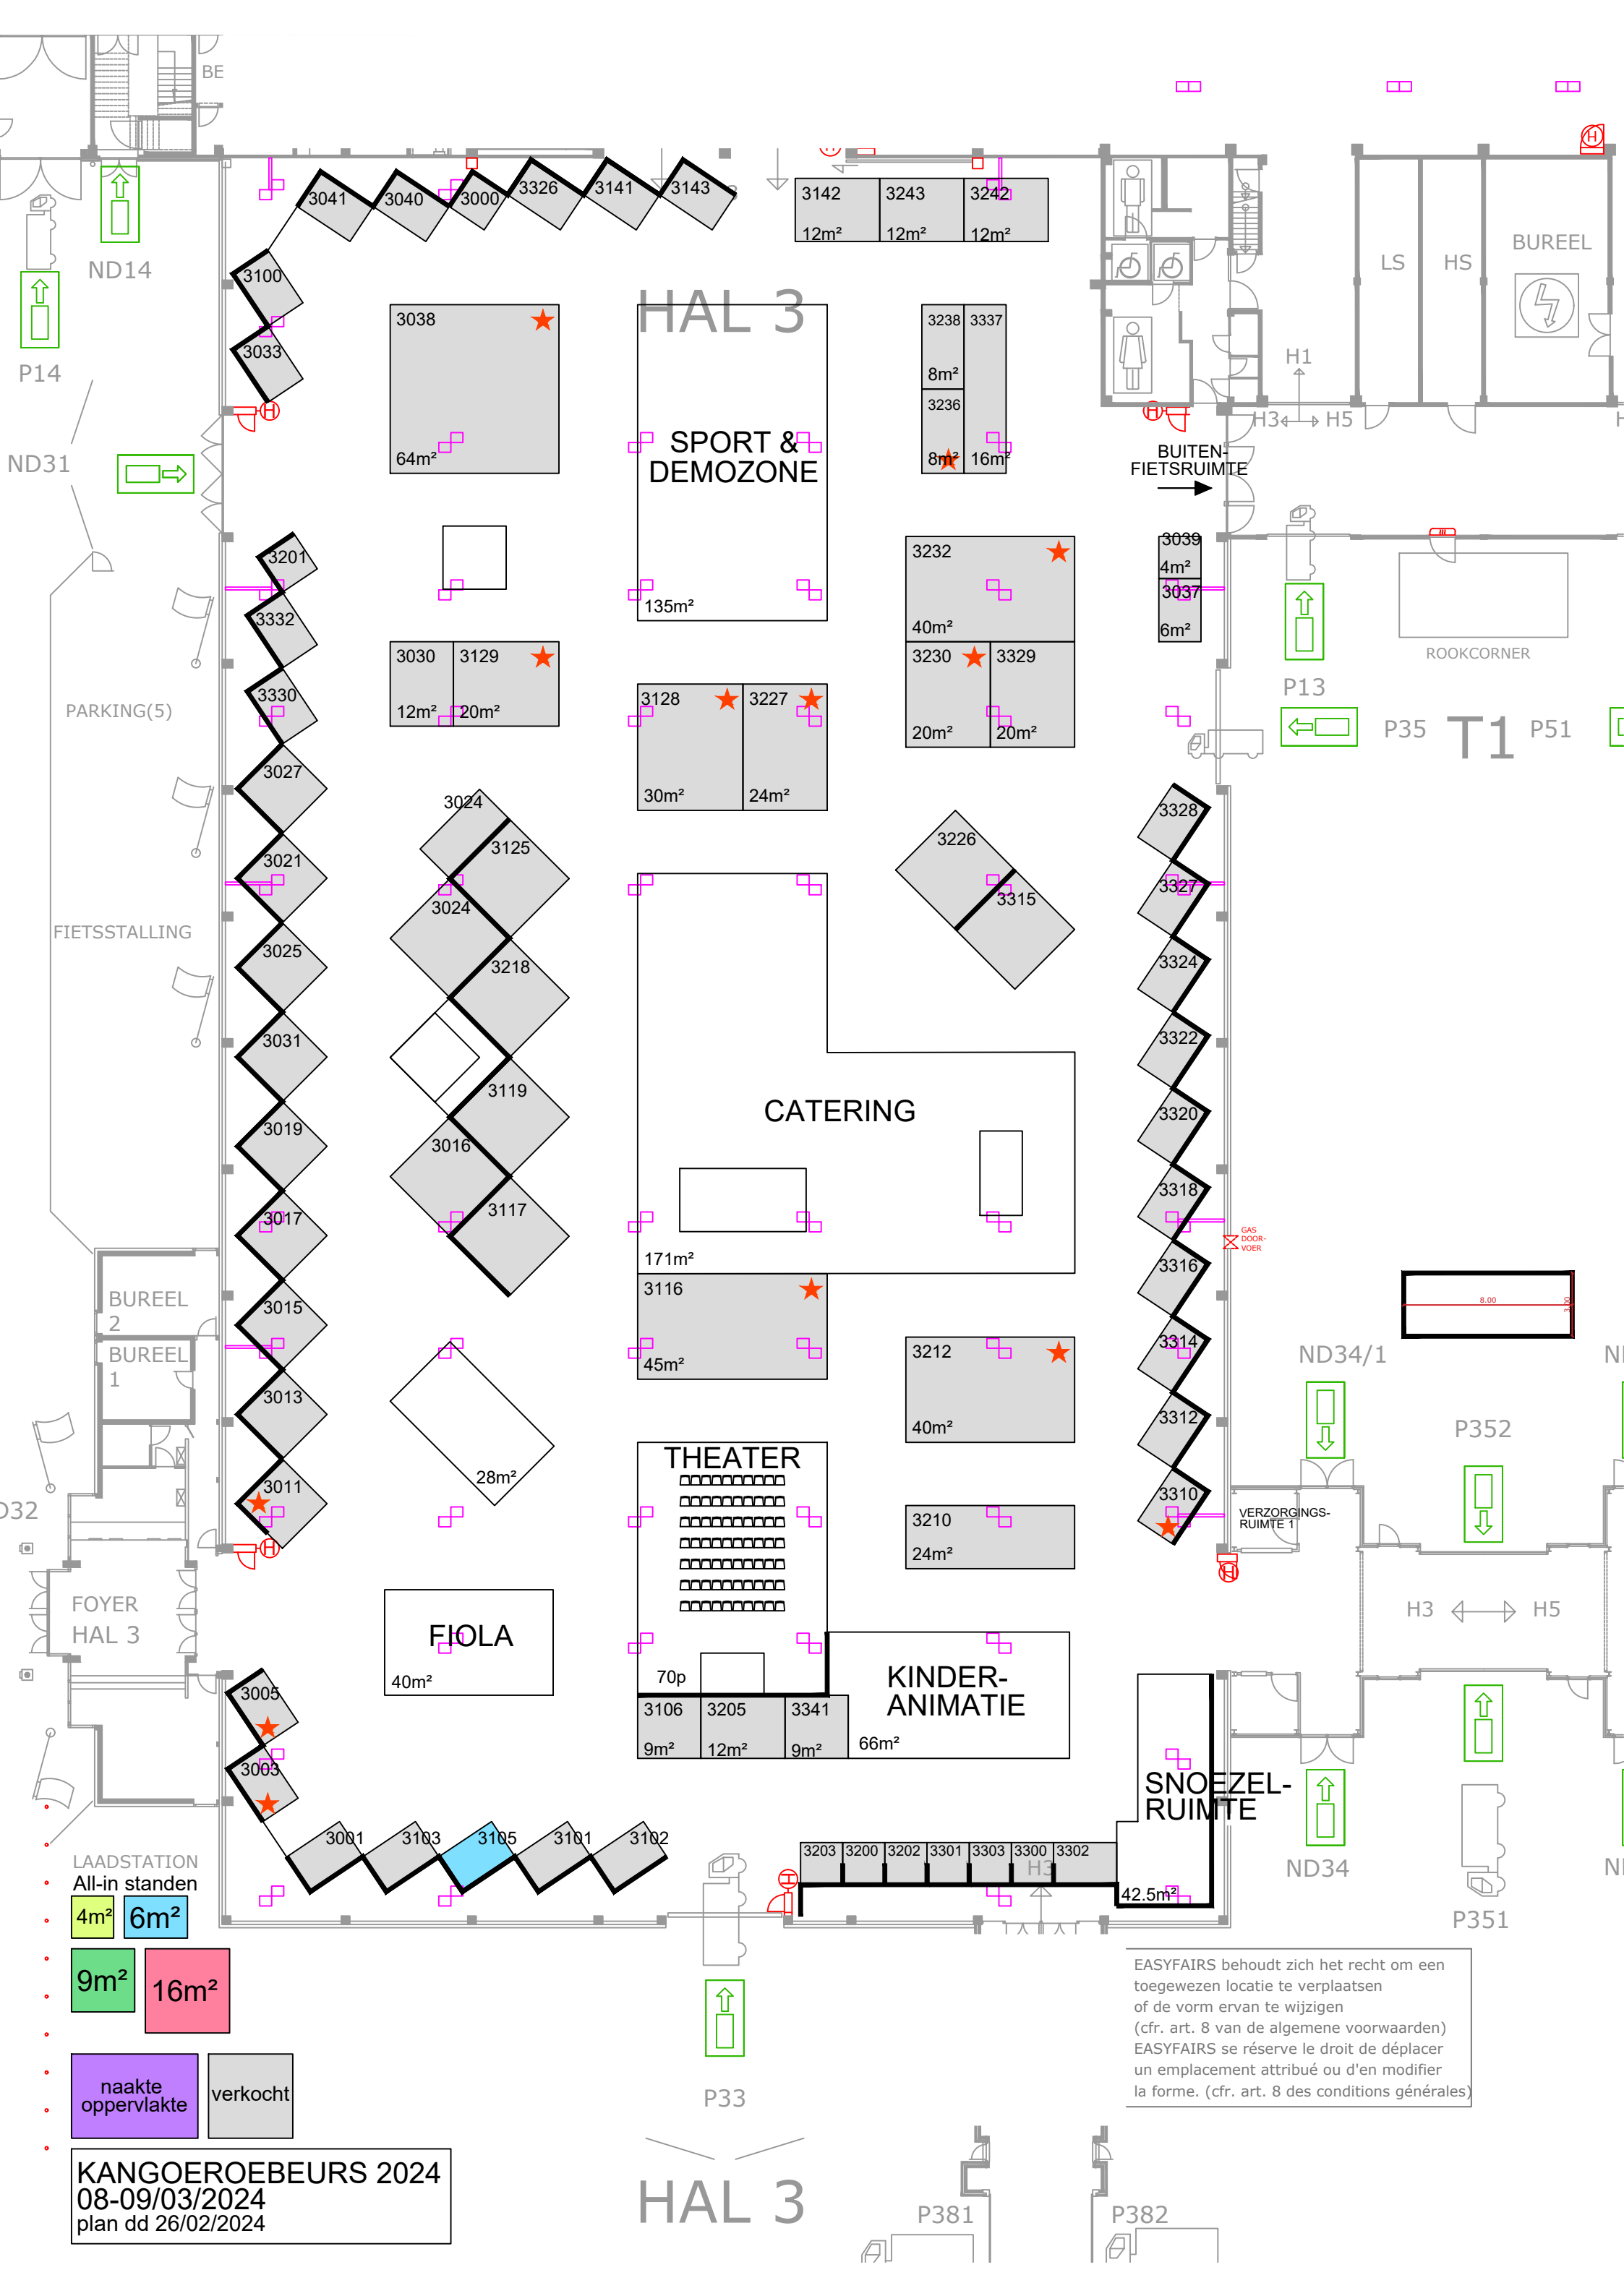 BE
3041
3040
3000
3326
3141
3143
3142
3243
3242
12m²
12m²
12m²
ND14
3100
BUREEL
LS
HS
HAL 3
3038
3238
3337
P14
3033
8m²
H1
3236
H3
H5
ND31
64m²
SPORT &
DEMOZONE
8m²
16m²
BUITEN-
FIETSRUIMTE
3201
3232
3039
4m²
3037
3332
135m²
40m²
6m²
3030
3129
3230
3329
ROOKCORNER
3330
3128
3227
P13
PARKING(5)
12m²
20m²
20m²
20m²
P35
T1
P51
3027
30m²
24m²
3024
3328
3125
3226
3021
3327
3024
3315
FIETSSTALLING
3025
3218
3324
3031
3322
3119
3019
CATERING
3320
3016
3017
3117
3318
GAS
DOOR-
VOER
171m²
3316
BUREEL
2
3116
8.00
3.00
3015
BUREEL
1
45m²
3212
3314
ND34/1
3013
40m²
3312
P352
THEATER
28m²
3011
3310
3210
VERZORGINGS-
RUIMTE 1
24m²
FOYER
HAL 3
FIOLA
H3
H5
40m²
70p
KINDER-
ANIMATIE
3005
3106
3205
3341
9m²
12m²
9m²
66m²
3003
SNOEZEL-
RUIMTE
3001
3103
3105
3101
3102
3203
3200
3202
3301
3303
3300
3302
H3
42.5m²
ND34
LAADSTATION
All-in standen
4m²
6m²
P351
9m²
16m²
EASYFAIRS behoudt zich het recht om een
toegewezen locatie te verplaatsen
of de vorm ervan te wijzigen
(cfr. art. 8 van de algemene voorwaarden)
EASYFAIRS se réserve le droit de déplacer
un emplacement attribué ou d'en modifier
la forme. (cfr. art. 8 des conditions générales)
naakte
oppervlakte
verkocht
P33
KANGOEROEBEURS 2024
08-09/03/2024
plan dd 26/02/2024
HAL 3
P381
P382